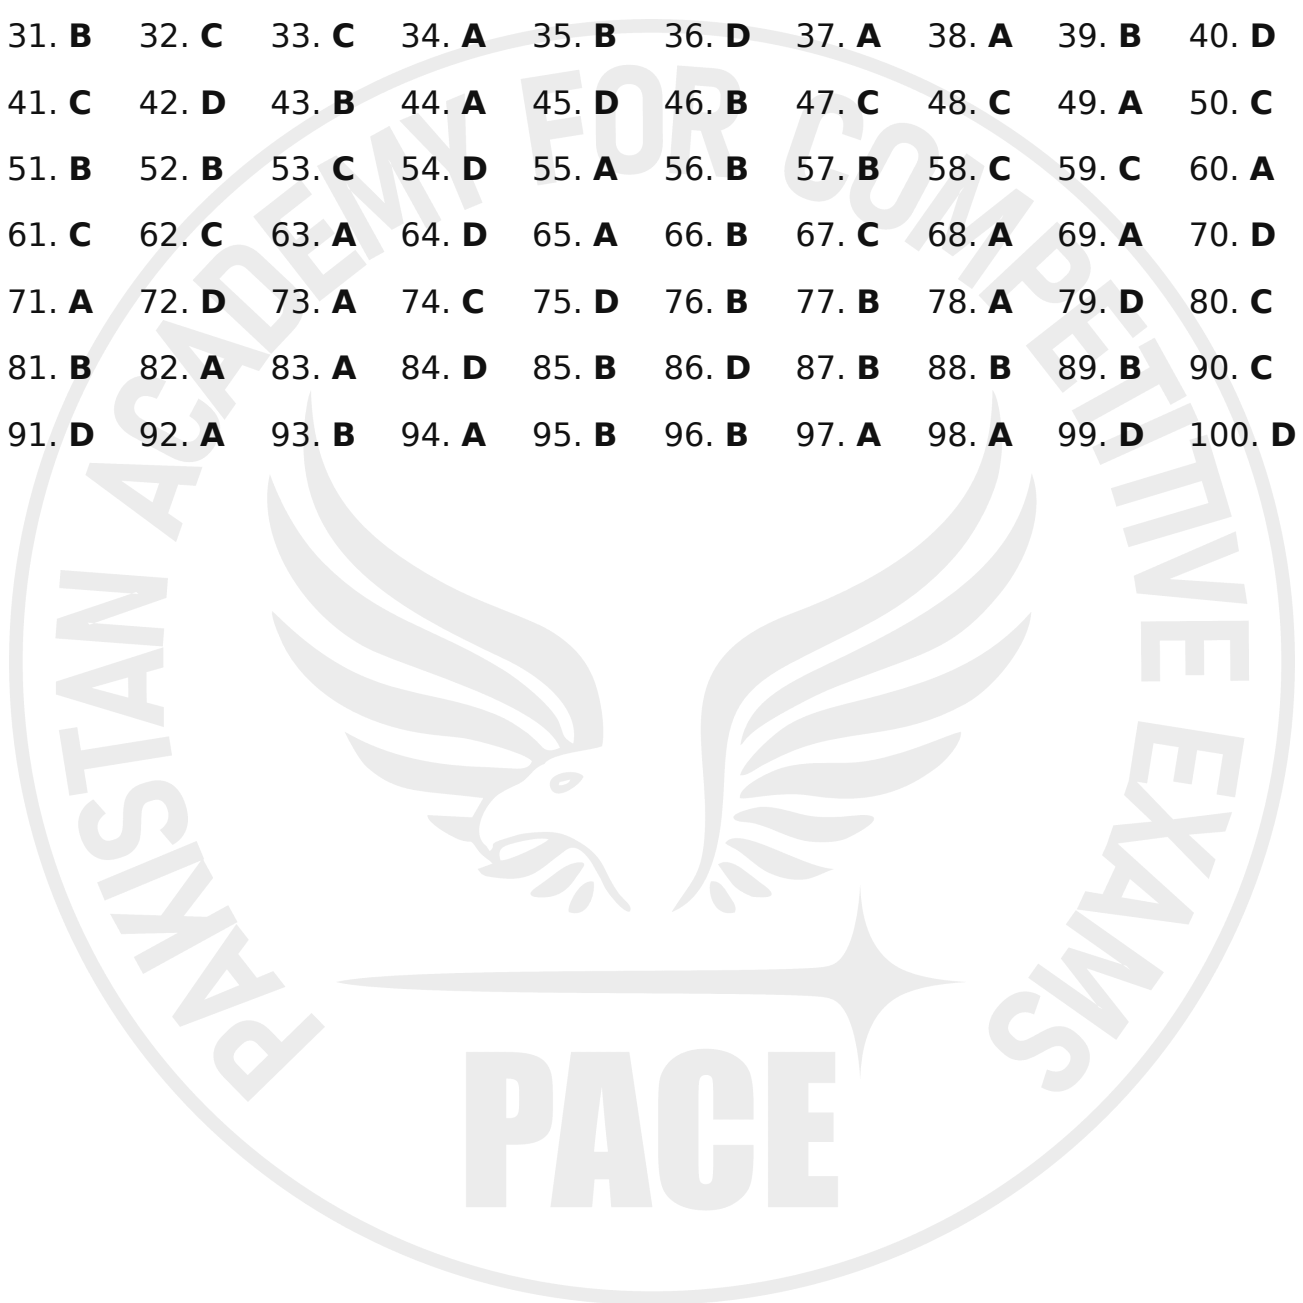 31. B 32. C 33. C 34. A 35. B 36. D 37. A 38. A 39. B 40. D
41. C 42. D 43. B 44. A 45. D 46. B 47. C 48. C 49. A 50. C
51. B 52. B 53. C 54. D 55. A 56. B 57. B 58. C 59. C 60. A
61. C 62. C 63. A 64. D 65. A 66. B 67. C 68. A 69. A 70. D
71. A 72. D 73. A 74. C 75. D 76. B 77. B 78. A 79. D 80. C
81. B 82. A 83. A 84. D 85. B 86. D 87. B 88. B 89. B 90. C
91. D 92. A 93. B 94. A 95. B 96. B 97. A 98. A 99. D 100. D
PAKISTAN ACADEMY FOR COMPETITIVE EXAMS
PACE